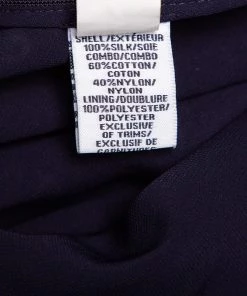 SHELL/EXTÉRIEUR
100%SILK/SOIE
COMBO/COMBO
60%COTTON/
COTON
40%NYLON/
NYLON
LINING/DOUBLURE
100%POLYESTER/
POLYESTER
EXCLUSIVE
OF TRIMS/
EXCLUSIF DE
GARNITURES